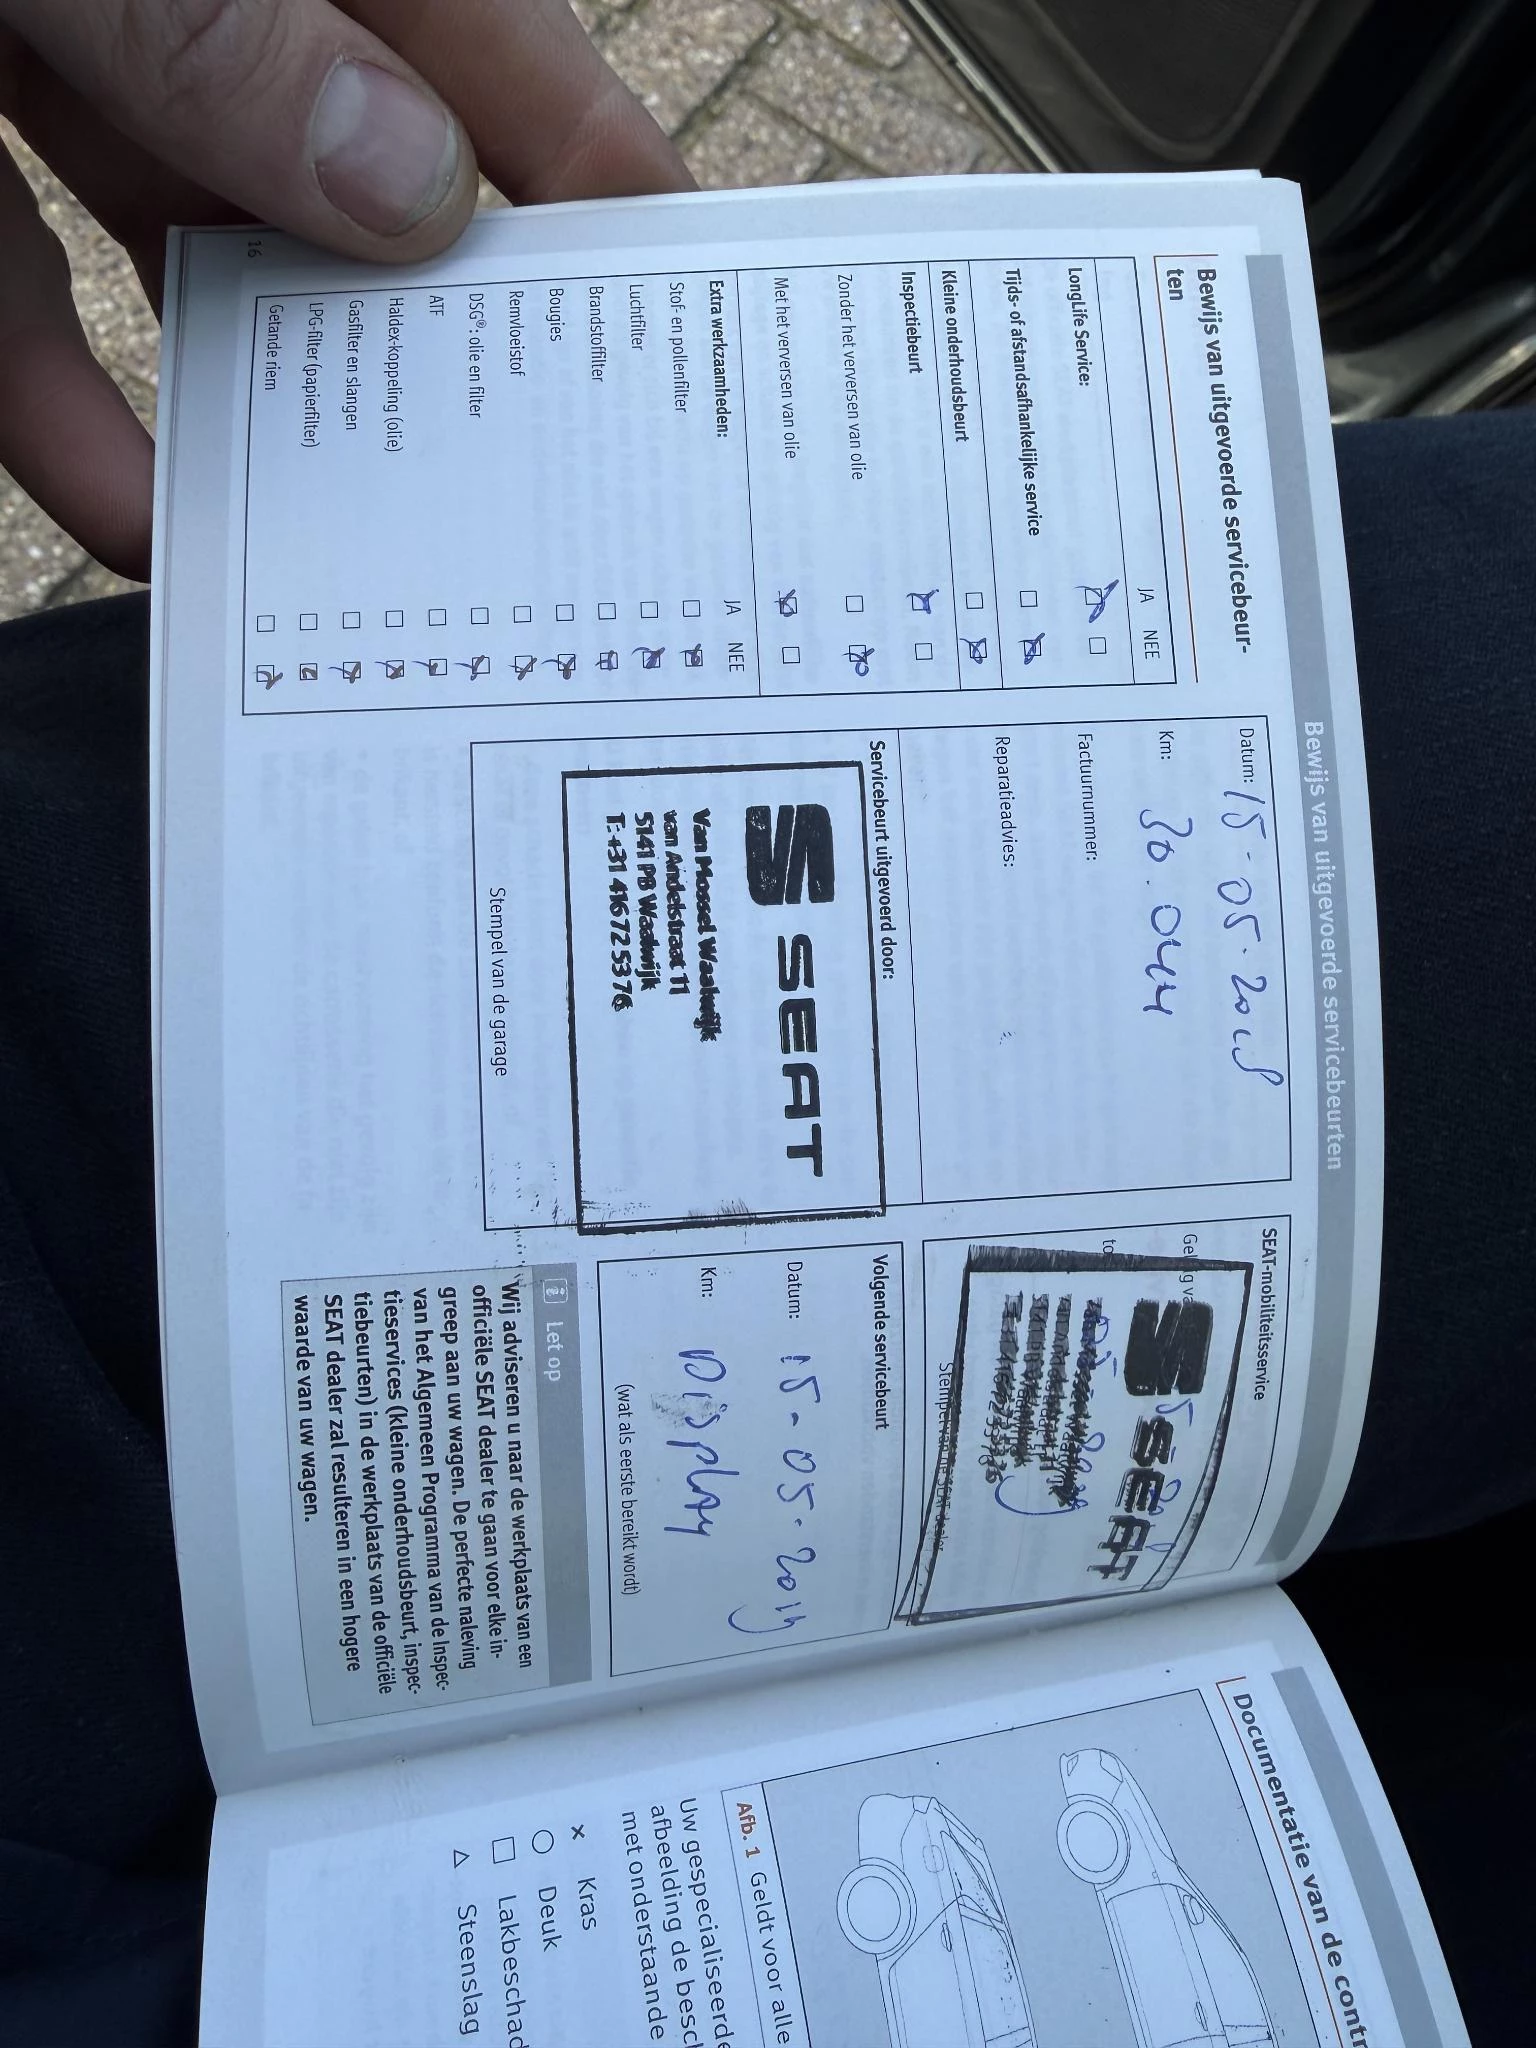 Bewijs van uitgevoerde servicebeurten
Bewijs van uitgevoerde servicebeur-
ten
JA NEE
LongLife Service:
Tijds- of afstandsafhankelijke service
Kleine onderhoudsbeurt
Inspectiebeurt
Zonder het verversen van olie
Met het verversen van olie
Extra werkzaamheden: JA NEE
Stof- en pollenfilter
Luchtfilter
Brandstoffilter
Bougies
Remvloeistof
DSG®: olie en filter
ATF
Haldex-koppeling (olie)
Gasfilter en slangen
LPG-filter (papierfilter)
Getande riem
16
Datum: 15-05-2018
Km: 30.044
Factuurnummer:
Reparatieadvies:
Servicebeurt uitgevoerd door:
SEAT
Van Mossel Waalwijk
van Andelstraat 11
5141 PB Waalwijk
T: +31 416 72 53 76
Stempel van de garage
SEAT-mobiliteitsservice
SEAT
Stempel van de SEAT dealer
Volgende servicebeurt
Datum: 15-05-2019
Km: Display
(wat als eerste bereikt wordt)
Let op
Wij adviseren u naar de werkplaats van een
officiële SEAT dealer te gaan voor elke in-
greep aan uw wagen. De perfecte naleving
van het Algemeen Programma van de Inspec-
tieservices (kleine onderhoudsbeurt, inspec-
tiebeurten) in de werkplaats van de officiële
SEAT dealer zal resulteren in een hogere
waarde van uw wagen.
Documentatie van de contr
Afb. 1 Geldt voor alle
Uw gespecialiseerde
afbeelding de besch
met onderstaande
× Kras
○ Deuk
□ Lakbeschad
△ Steenslag